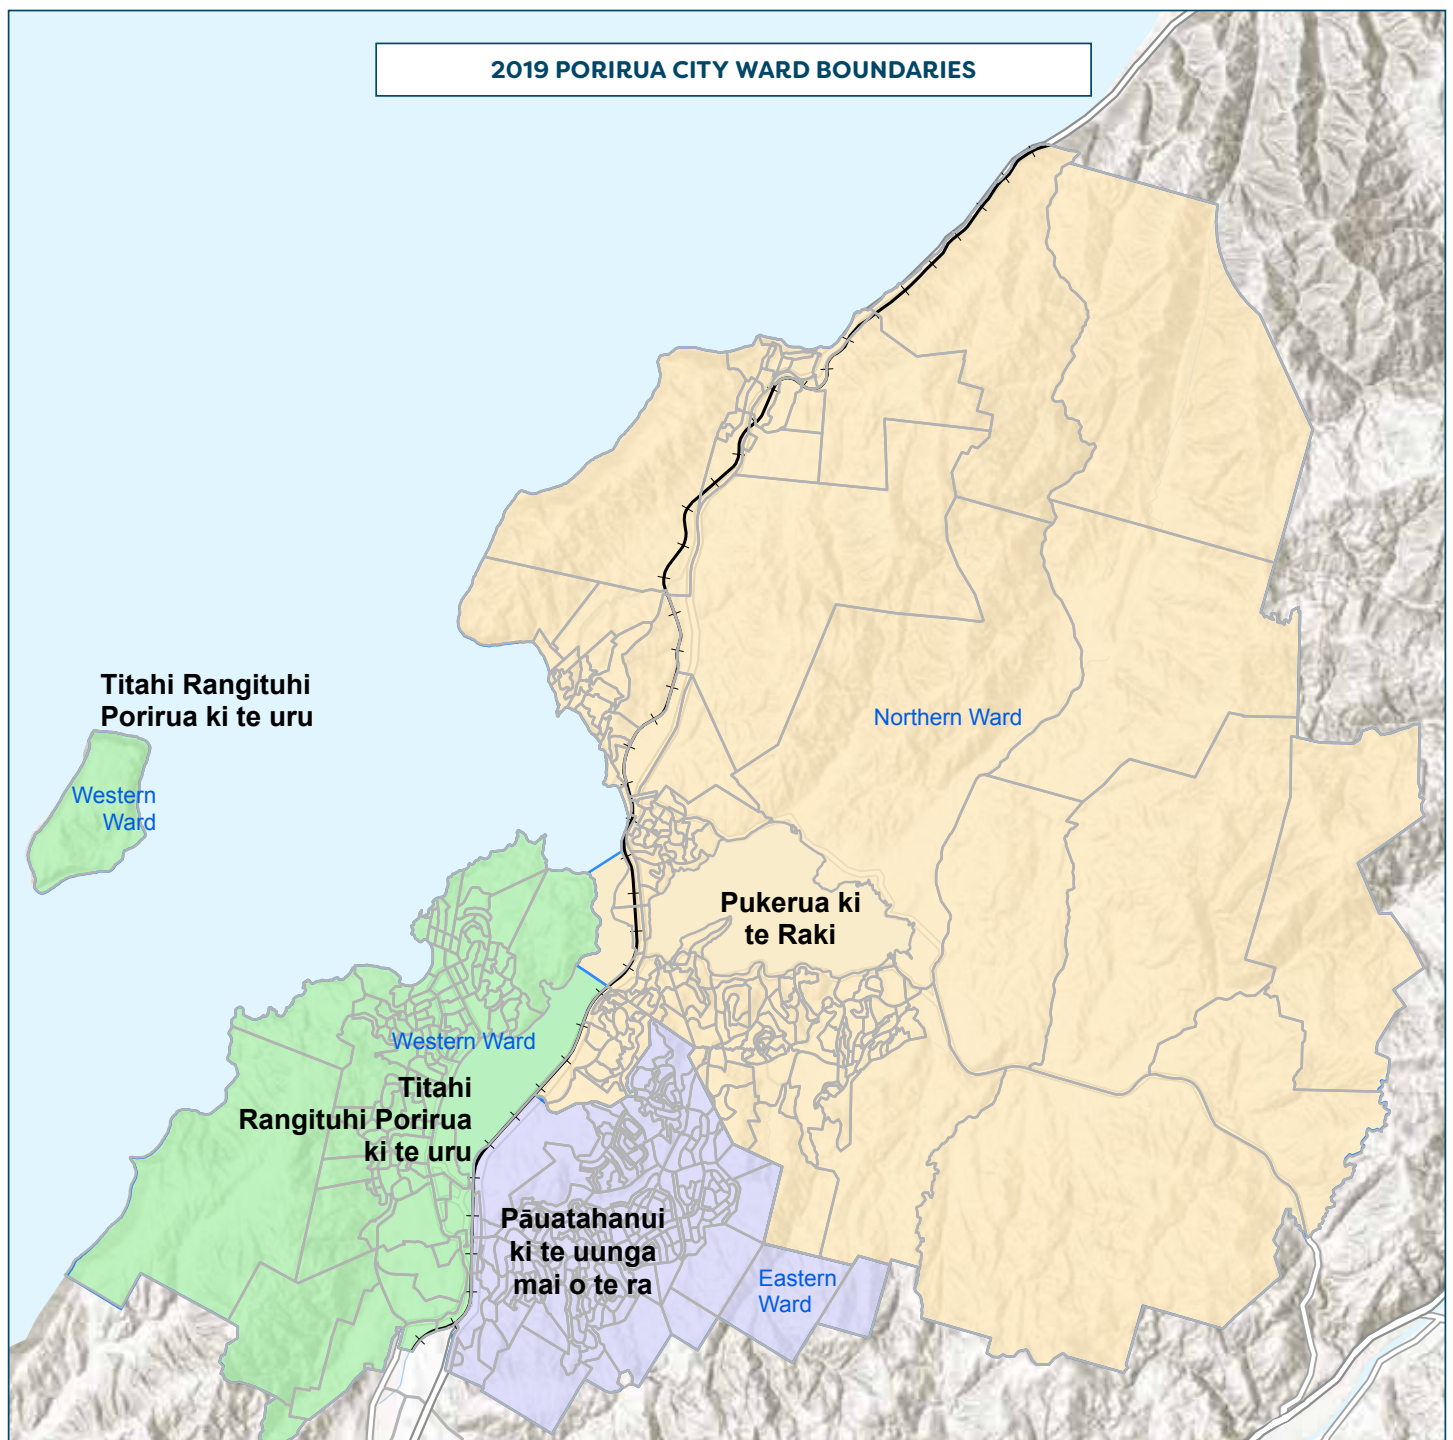 2019 PORIRUA CITY WARD BOUNDARIES
Titahi Rangituhi
Porirua ki te uru
Western
Ward
Northern Ward
Pukerua ki
te Raki
Western Ward
Titahi
Rangituhi Porirua
ki te uru
Pāuatahanui
ki te uunga
mai o te ra
Eastern
Ward